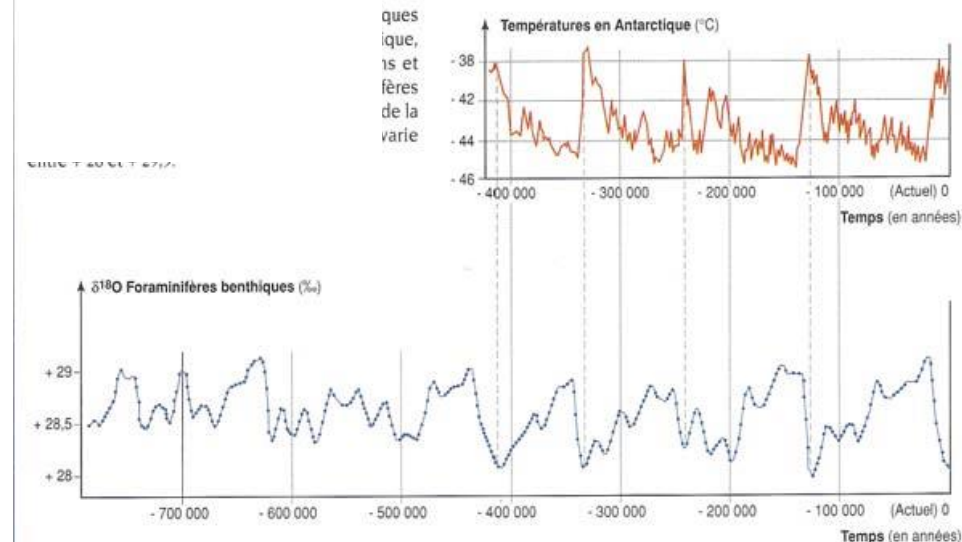 ques
ique,
ns et
fères
de la
varie
Températures en Antarctique (°C)
- 38
- 42
- 44
- 46
- 400 000 - 300 000 - 200 000 - 100 000 (Actuel) 0
Temps (en années)
δ¹⁸O Foraminifères benthiques (‰)
+ 29
+ 28,5
+ 28
- 700 000 - 600 000 - 500 000 - 400 000 - 300 000 - 200 000 - 100 000 (Actuel) 0
Temps (en années)